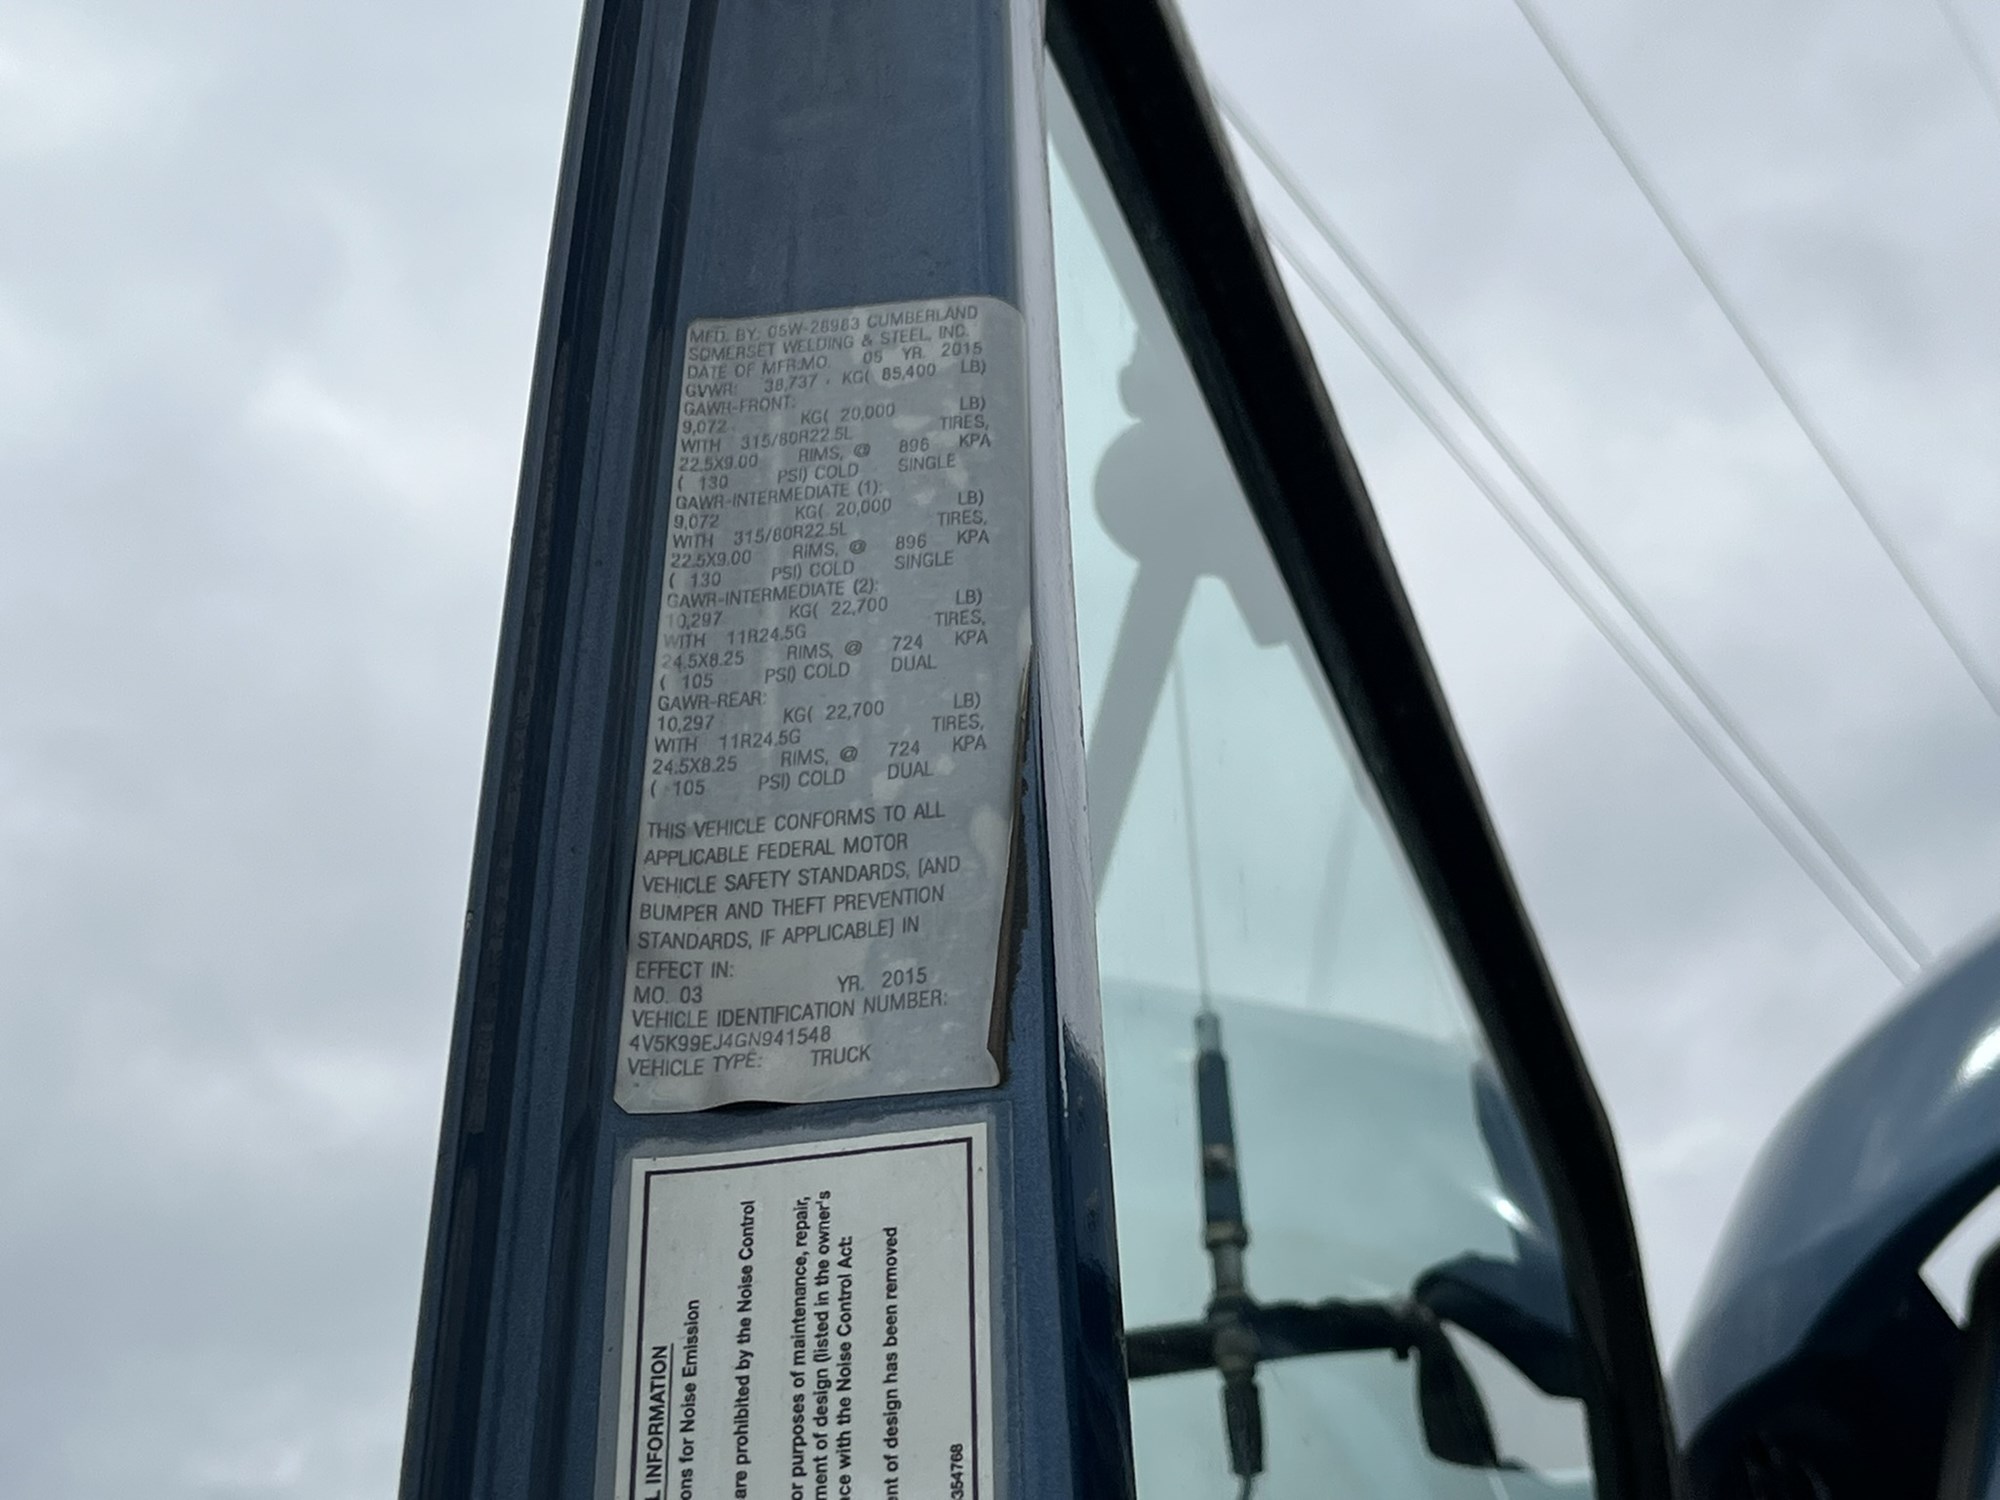 MFD. BY: 05W-28983 CUMBERLAND
SOMERSET WELDING & STEEL, INC.
DATE OF MFR:MO. 05 YR. 2015
GVWR: 38,737 KG( 85,400 LB)
GAWR-FRONT:
9,072 KG( 20,000 LB)
WITH 315/80R22.5L TIRES,
22.5X9.00 RIMS, @ 896 KPA
( 130 PSI) COLD SINGLE
GAWR-INTERMEDIATE (1):
9,072 KG( 20,000 LB)
WITH 315/80R22.5L TIRES,
22.5X9.00 RIMS, @ 896 KPA
( 130 PSI) COLD SINGLE
GAWR-INTERMEDIATE (2):
10,297 KG( 22,700 LB)
WITH 11R24.5G TIRES,
24.5X8.25 RIMS, @ 724 KPA
( 105 PSI) COLD DUAL
GAWR-REAR:
10,297 KG( 22,700 LB)
WITH 11R24.5G TIRES,
24.5X8.25 RIMS, @ 724 KPA
( 105 PSI) COLD DUAL
THIS VEHICLE CONFORMS TO ALL
APPLICABLE FEDERAL MOTOR
VEHICLE SAFETY STANDARDS, [AND
BUMPER AND THEFT PREVENTION
STANDARDS, IF APPLICABLE] IN
EFFECT IN:
MO. 03 YR. 2015
VEHICLE IDENTIFICATION NUMBER:
4V5K99EJ4GN941548
VEHICLE TYPE: TRUCK
L INFORMATION
ons for Noise Emission
are prohibited by the Noise Control
or purposes of maintenance, repair,
ment of design (listed in the owner's
ce with the Noise Control Act:
nt of design has been removed
354768